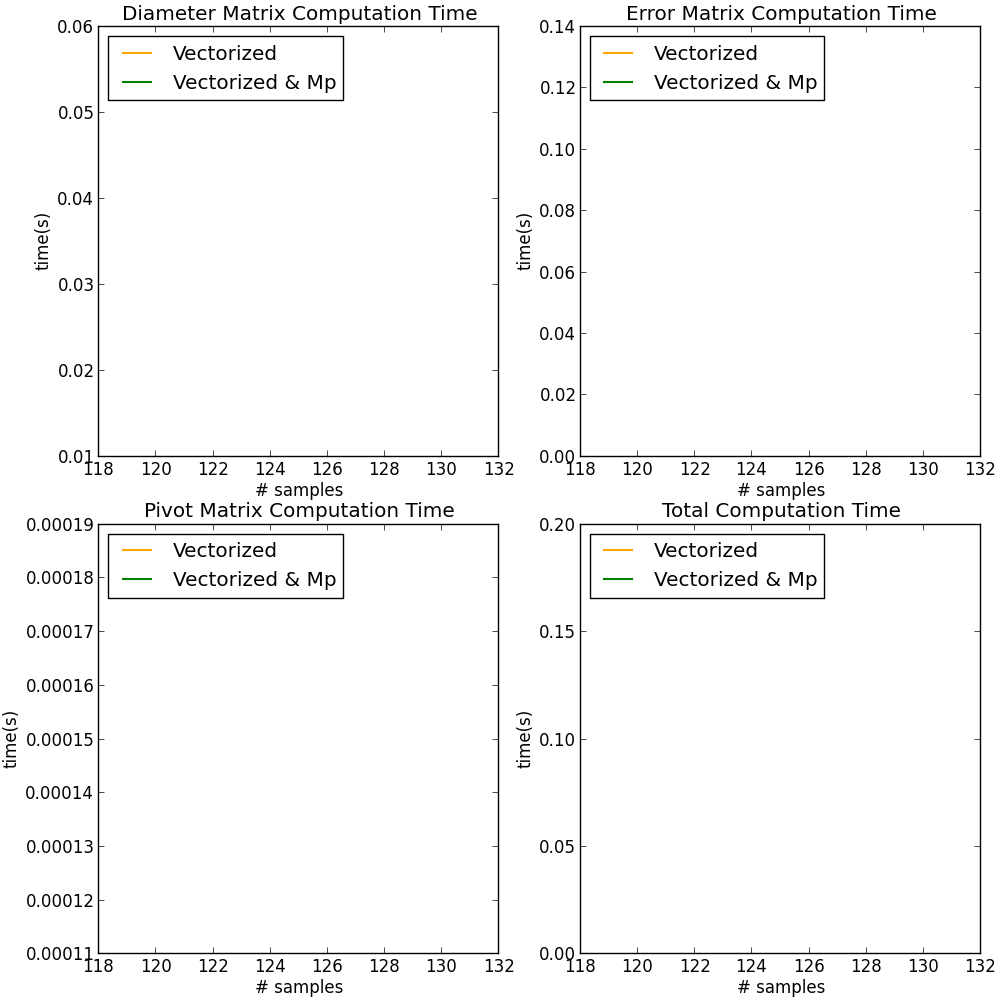 Diameter Matrix Computation Time
0.06
0.05
0.04
0.03
0.02
0.01
time(s)
Vectorized
Vectorized & Mp
118 120 122 124 126 128 130 132
# samples
Error Matrix Computation Time
0.14
0.12
0.10
0.08
0.06
0.04
0.02
0.00
time(s)
Vectorized
Vectorized & Mp
118 120 122 124 126 128 130 132
# samples
Pivot Matrix Computation Time
0.00019
0.00018
0.00017
0.00016
0.00015
0.00014
0.00013
0.00012
0.00011
time(s)
Vectorized
Vectorized & Mp
118 120 122 124 126 128 130 132
# samples
Total Computation Time
0.20
0.15
0.10
0.05
0.00
time(s)
Vectorized
Vectorized & Mp
118 120 122 124 126 128 130 132
# samples